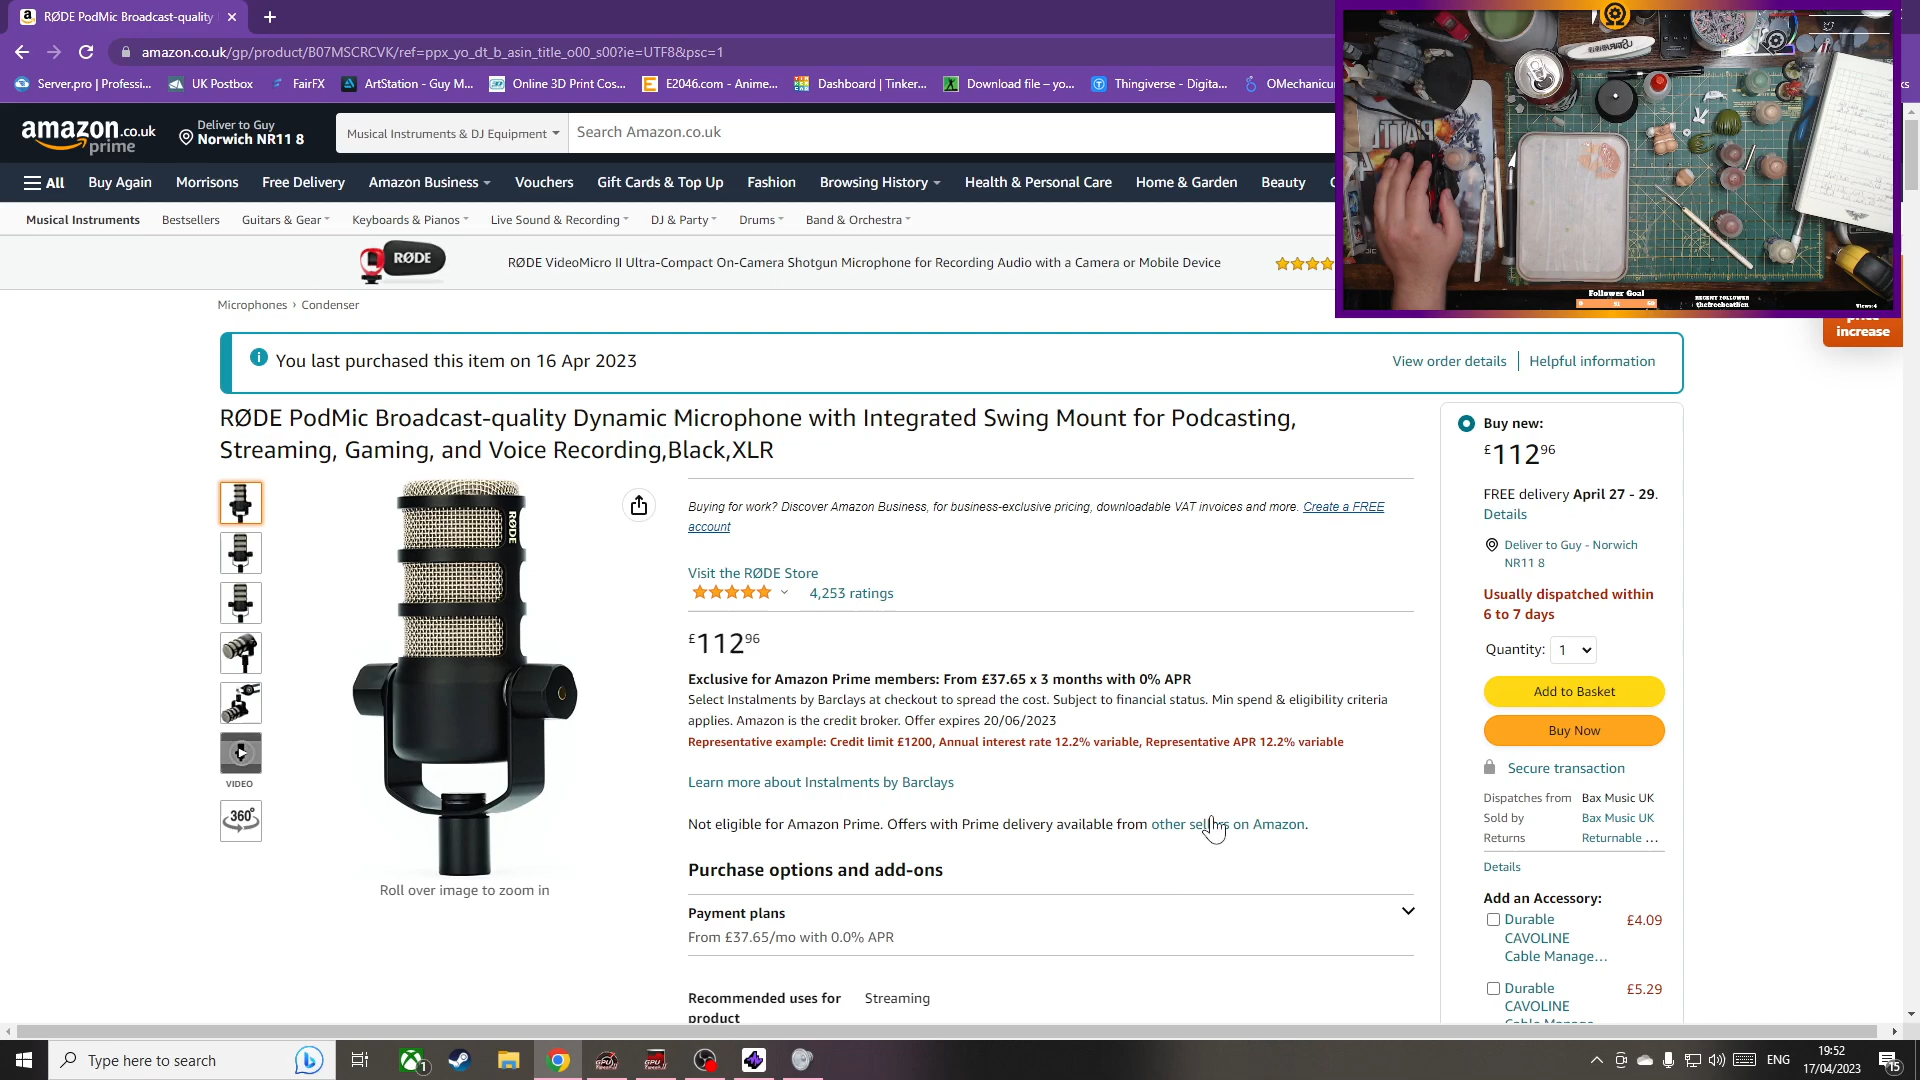 RØDE PodMic Broadcast-quality
amazon.co.uk/gp/product/B07MSCRCVK/ref=ppx_yo_dt_b_asin_title_o00_s00?ie=UTF8&psc=1
Server.pro | Professi...
UK Postbox
FairFX
ArtStation - Guy M...
Online 3D Print Cos...
E2046.com - Anime...
Dashboard | Tinker...
Download file – yo...
Thingiverse - Digita...
OMechanicu
amazon.co.uk
prime
Deliver to Guy
Norwich NR11 8
Musical Instruments & DJ Equipment
Search Amazon.co.uk
All
Buy Again
Morrisons
Free Delivery
Amazon Business
Vouchers
Gift Cards & Top Up
Fashion
Browsing History
Health & Personal Care
Home & Garden
Beauty
Musical Instruments
Bestsellers
Guitars & Gear
Keyboards & Pianos
Live Sound & Recording
DJ & Party
Drums
Band & Orchestra
RØDE
RØDE VideoMicro II Ultra-Compact On-Camera Shotgun Microphone for Recording Audio with a Camera or Mobile Device
Follower Goal
RECENT FOLLOWER
Views:4
increase
Microphones › Condenser
You last purchased this item on 16 Apr 2023
View order details
Helpful information
RØDE PodMic Broadcast-quality Dynamic Microphone with Integrated Swing Mount for Podcasting,
Streaming, Gaming, and Voice Recording,Black,XLR
RØDE
VIDEO
360°
Roll over image to zoom in
Buying for work? Discover Amazon Business, for business-exclusive pricing, downloadable VAT invoices and more. Create a FREE
account
Visit the RØDE Store
4,253 ratings
£11296
Exclusive for Amazon Prime members: From £37.65 x 3 months with 0% APR
Select Instalments by Barclays at checkout to spread the cost. Subject to financial status. Min spend & eligibility criteria
applies. Amazon is the credit broker. Offer expires 20/06/2023
Representative example: Credit limit £1200, Annual interest rate 12.2% variable, Representative APR 12.2% variable
Learn more about Instalments by Barclays
Not eligible for Amazon Prime. Offers with Prime delivery available from other sellers on Amazon.
Purchase options and add-ons
Payment plans
From £37.65/mo with 0.0% APR
Recommended uses for
product
Streaming
Buy new:
£11296
FREE delivery April 27 - 29.
Details
Deliver to Guy - Norwich
NR11 8
Usually dispatched within
6 to 7 days
Quantity: 1
Add to Basket
Buy Now
Secure transaction
Dispatches from Bax Music UK
Sold by Bax Music UK
Returns Returnable ...
Details
Add an Accessory:
Durable £4.09
CAVOLINE
Cable Manage...
Durable £5.29
CAVOLINE
Type here to search
ENG
19:52
17/04/2023
15